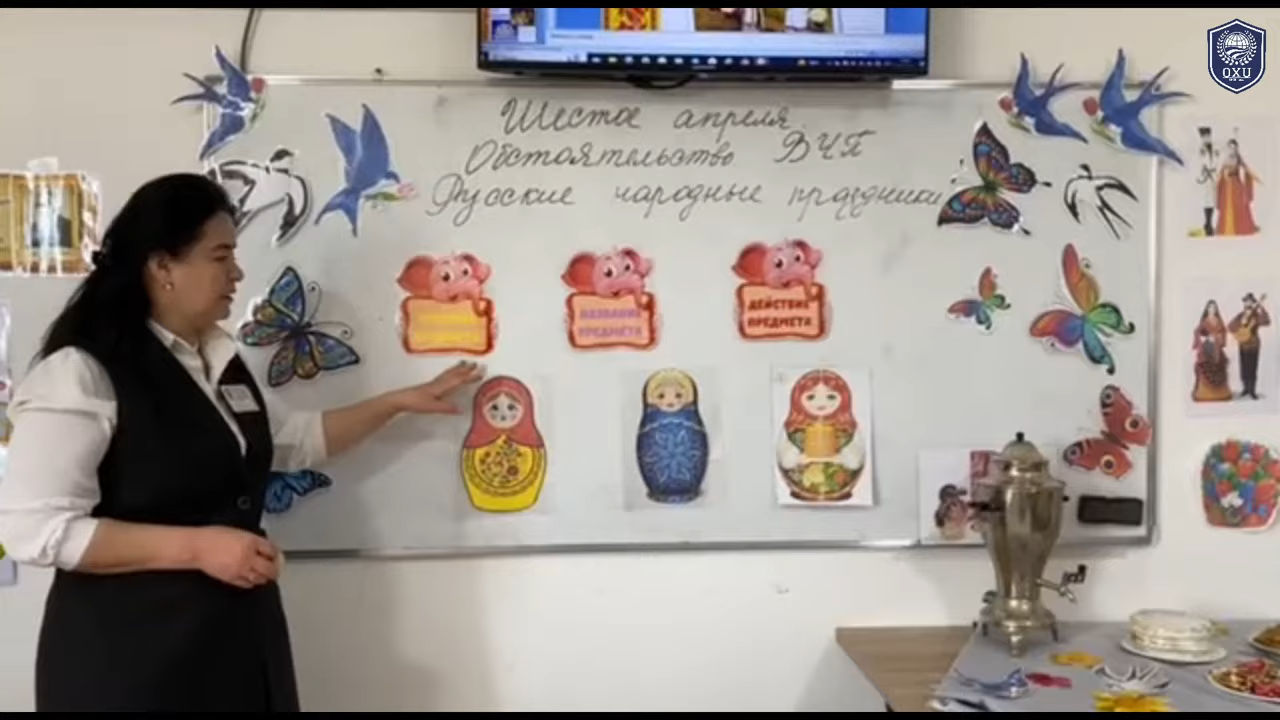 QXU
Шестое апреля.
Обстоятельство ВЧП
Русские народные праздники
НАЗВАНИЕ
ПРЕДМЕТА
ДЕЙСТВИЕ
ПРЕДМЕТА